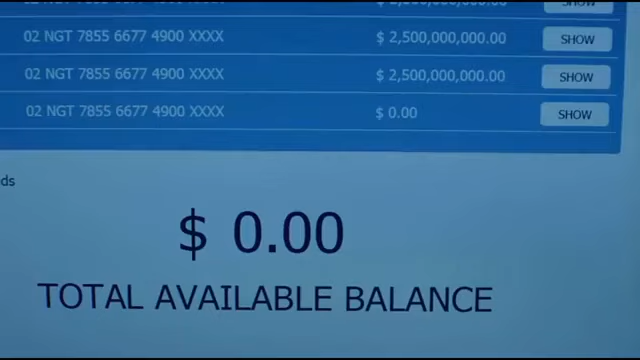 02 NGT 7855 6677 4900 XXXX $ 2,500,000,000.00 SHOW
02 NGT 7855 6677 4900 XXXX $ 2,500,000,000.00 SHOW
02 NGT 7855 6677 4900 XXXX $ 0.00 SHOW
ds
$ 0.00
TOTAL AVAILABLE BALANCE